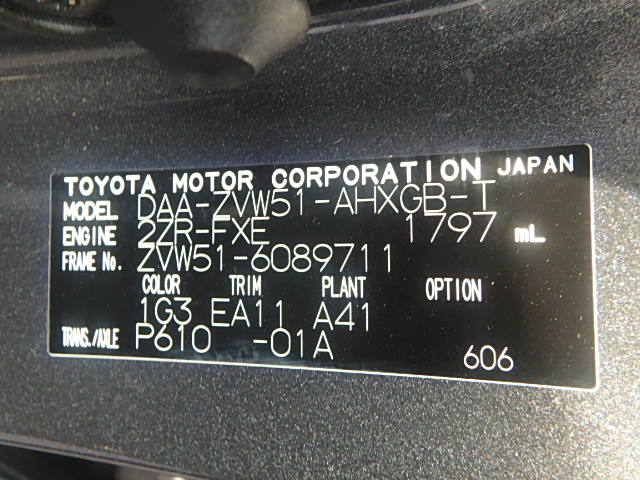 TOYOTA MOTOR CORPORATION JAPAN
MODEL DAA-ZVW51-AHXGB-T
ENGINE 2ZR-FXE 1797 mL
FRAME No. ZVW51-6089711
COLOR TRIM PLANT OPTION
1G3 EA11 A41
TRANS./AXLE P610 -01A
606